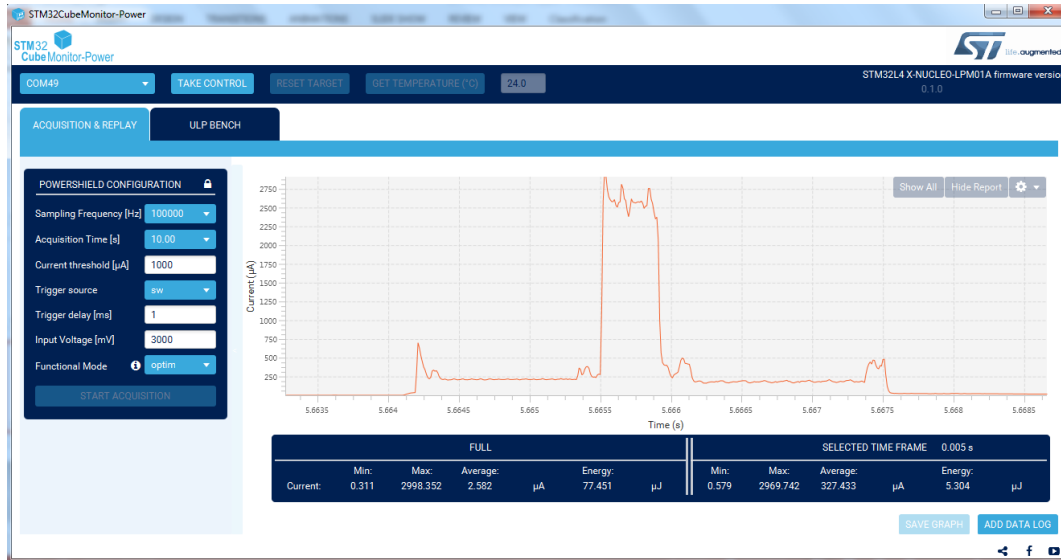 STM32CubeMonitor-Power
STM32
CubeMonitor-Power
life.augmented
COM49 TAKE CONTROL RESET TARGET GET TEMPERATURE (°C) 24.0
STM32L4 X-NUCLEO-LPM01A firmware versio
0.1.0
ACQUISITION & REPLAY ULP BENCH
POWERSHIELD CONFIGURATION
Sampling Frequency [Hz] 100000
Acquisition Time [s] 10.00
Current threshold [µA] 1000
Trigger source sw
Trigger delay [ms] 1
Input Voltage [mV] 3000
Functional Mode optim
START ACQUISITION
Show All Hide Report
Current (µA)
2750
2500
2250
2000
1750
1500
1250
1000
750
500
250
5.6635 5.664 5.6645 5.665 5.6655 5.666 5.6665 5.667 5.6675 5.668 5.6685
Time (s)
FULL SELECTED TIME FRAME 0.005 s
Min: Max: Average: Energy: Min: Max: Average: Energy:
Current: 0.311 2998.352 2.582 µA 77.451 µJ 0.579 2969.742 327.433 µA 5.304 µJ
SAVE GRAPH ADD DATA LOG